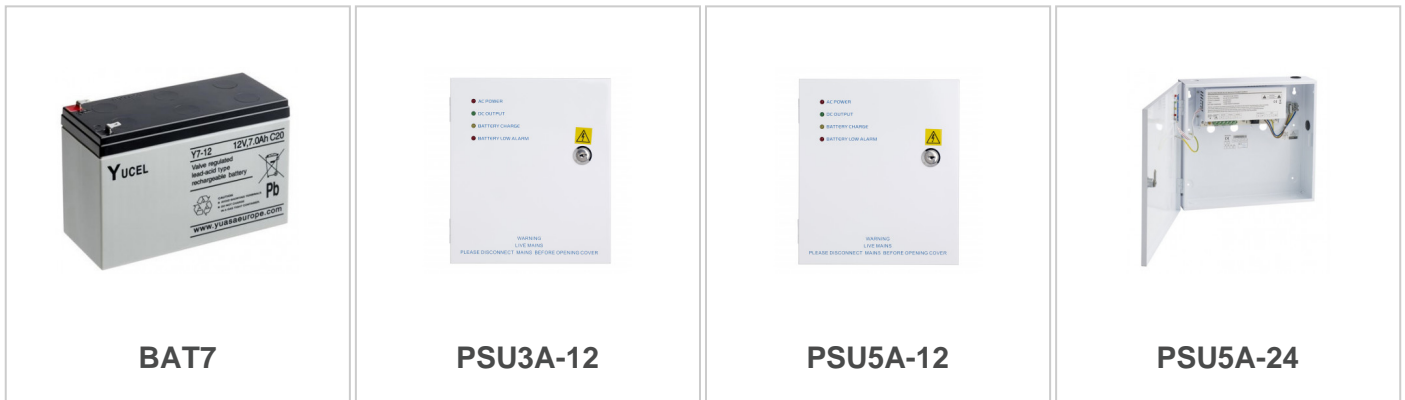 YUCEL
Y7-12 12V,7.0Ah C20
Valve regulated
lead-acid type
rechargeable battery
Pb
www.yuasaeurope.com
BAT7
AC POWER
DC OUTPUT
BATTERY CHARGE
BATTERY LOW ALARM
WARNING
LIVE MAINS
PLEASE DISCONNECT MAINS BEFORE OPENING COVER
PSU3A-12
AC POWER
DC OUTPUT
BATTERY CHARGE
BATTERY LOW ALARM
WARNING
LIVE MAINS
PLEASE DISCONNECT MAINS BEFORE OPENING COVER
PSU5A-12
PSU5A-24